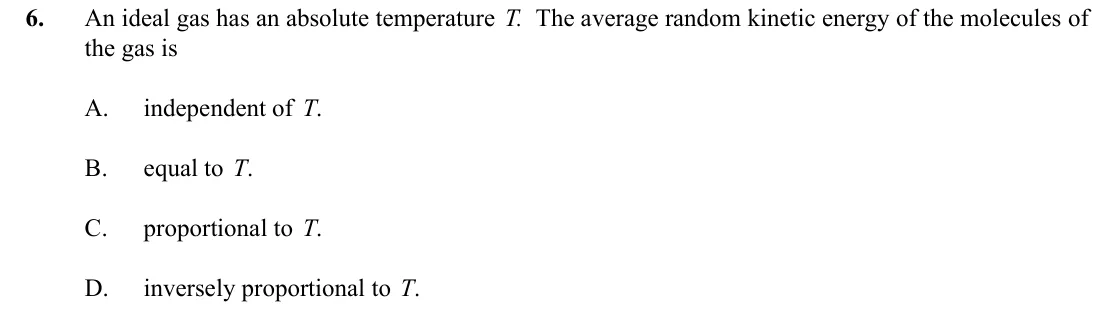 6. An ideal gas has an absolute temperature T. The average random kinetic energy of the molecules of
the gas is
A. independent of T.
B. equal to T.
C. proportional to T.
D. inversely proportional to T.